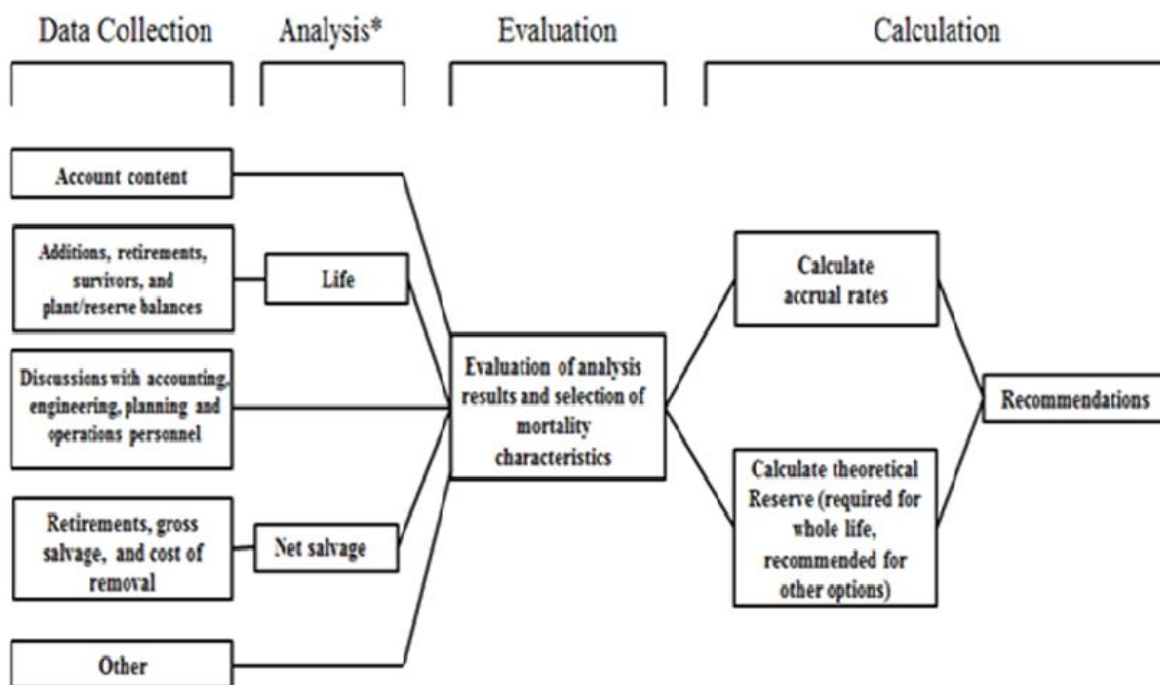 Data Collection
Analysis*
Evaluation
Calculation
Account content
Additions, retirements,
survivors, and
plant/reserve balances
Life
Discussions with accounting,
engineering, planning and
operations personnel
Retirements, gross
salvage, and cost of
removal
Net salvage
Other
Evaluation of analysis
results and selection of
mortality
characteristics
Calculate
accrual rates
Calculate theoretical
Reserve (required for
whole life,
recommended for
other options)
Recommendations